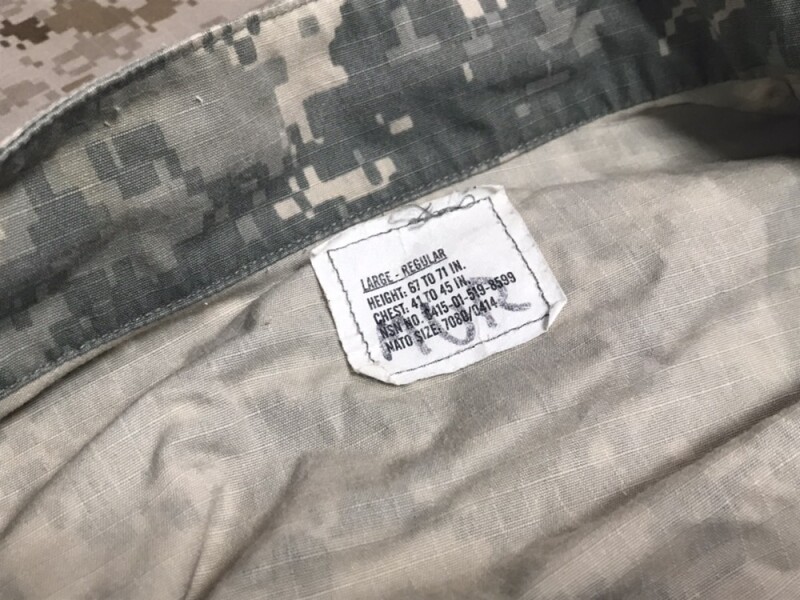 LARGE - REGULAR
HEIGHT: 67 TO 71 IN.
CHEST: 41 TO 45 IN.
NSN NO. 8415-01-519-8599
NATO SIZE: 7080/0414